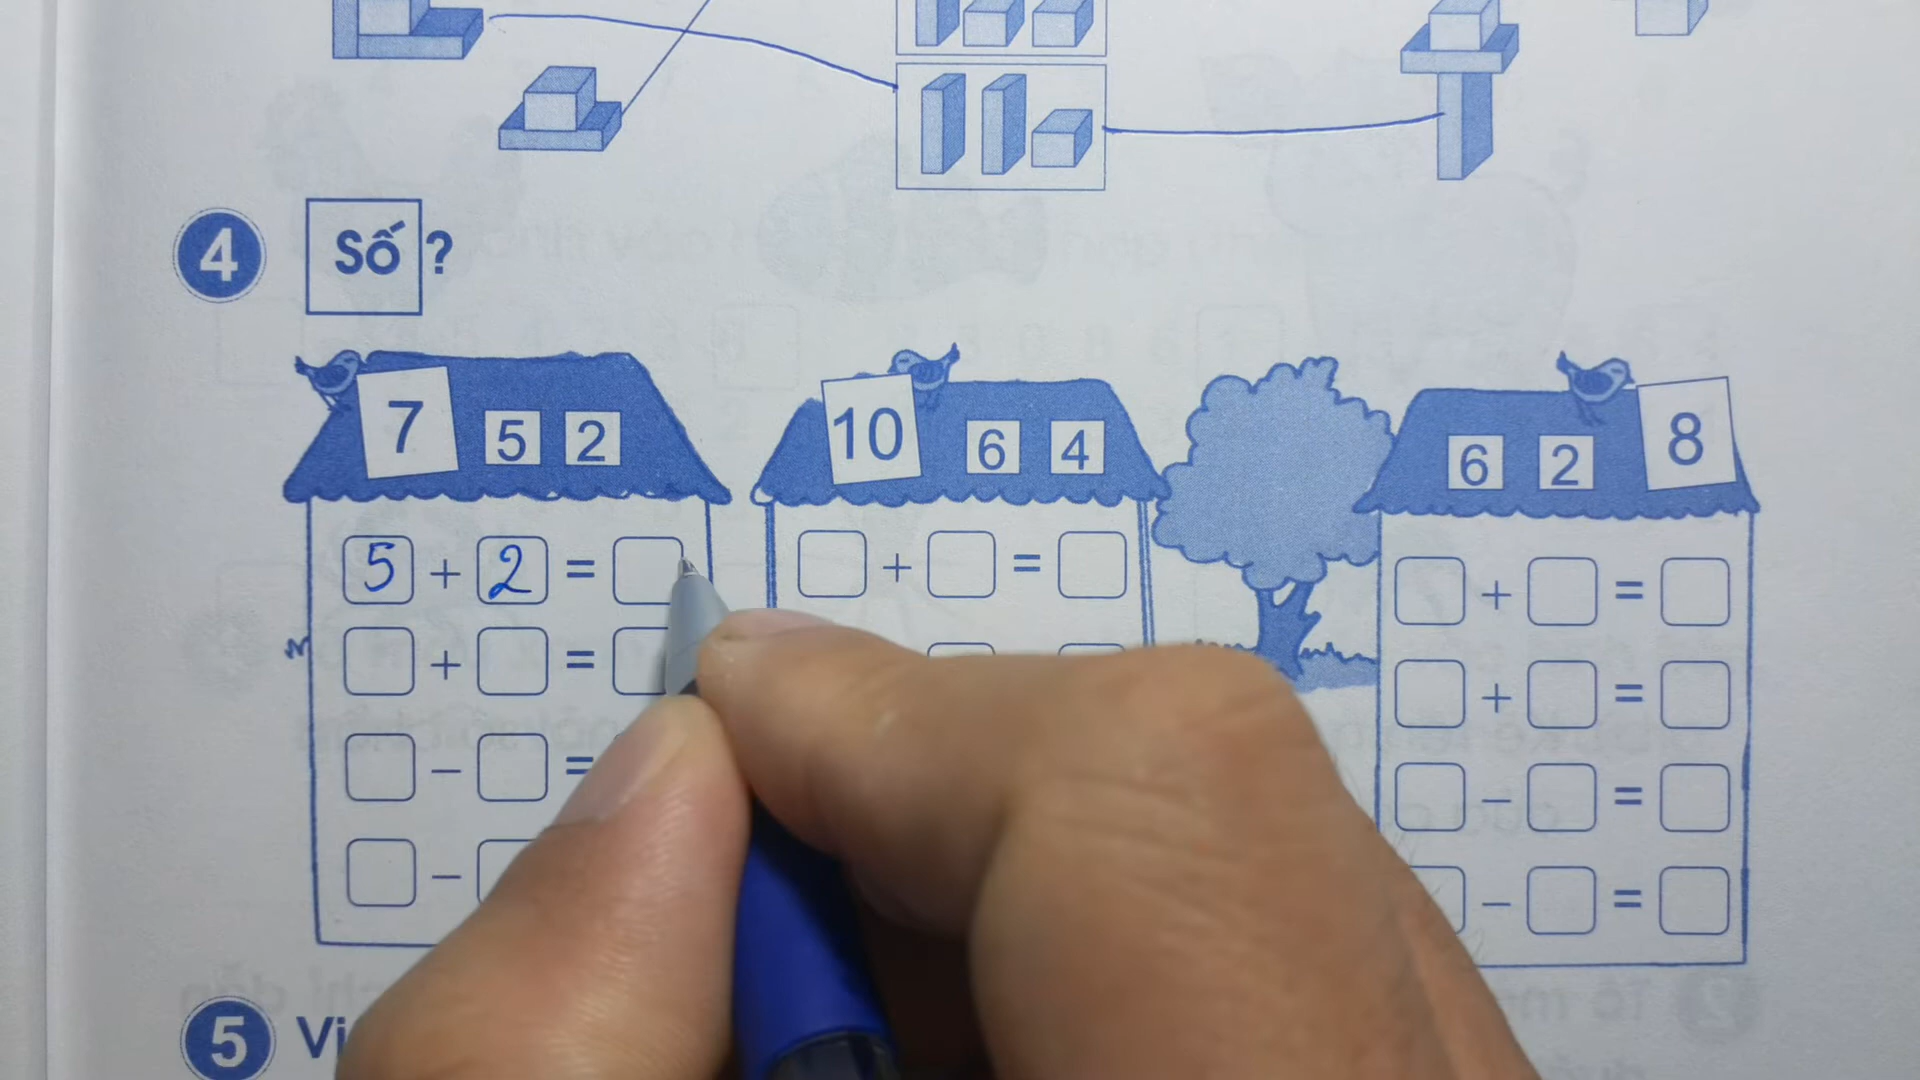 4 Số ?
7 5 2
10 6 4
6 2 8
5 + 2 =
+ =
- =
-
+ =
+ =
+ =
- =
- =
5 Vi